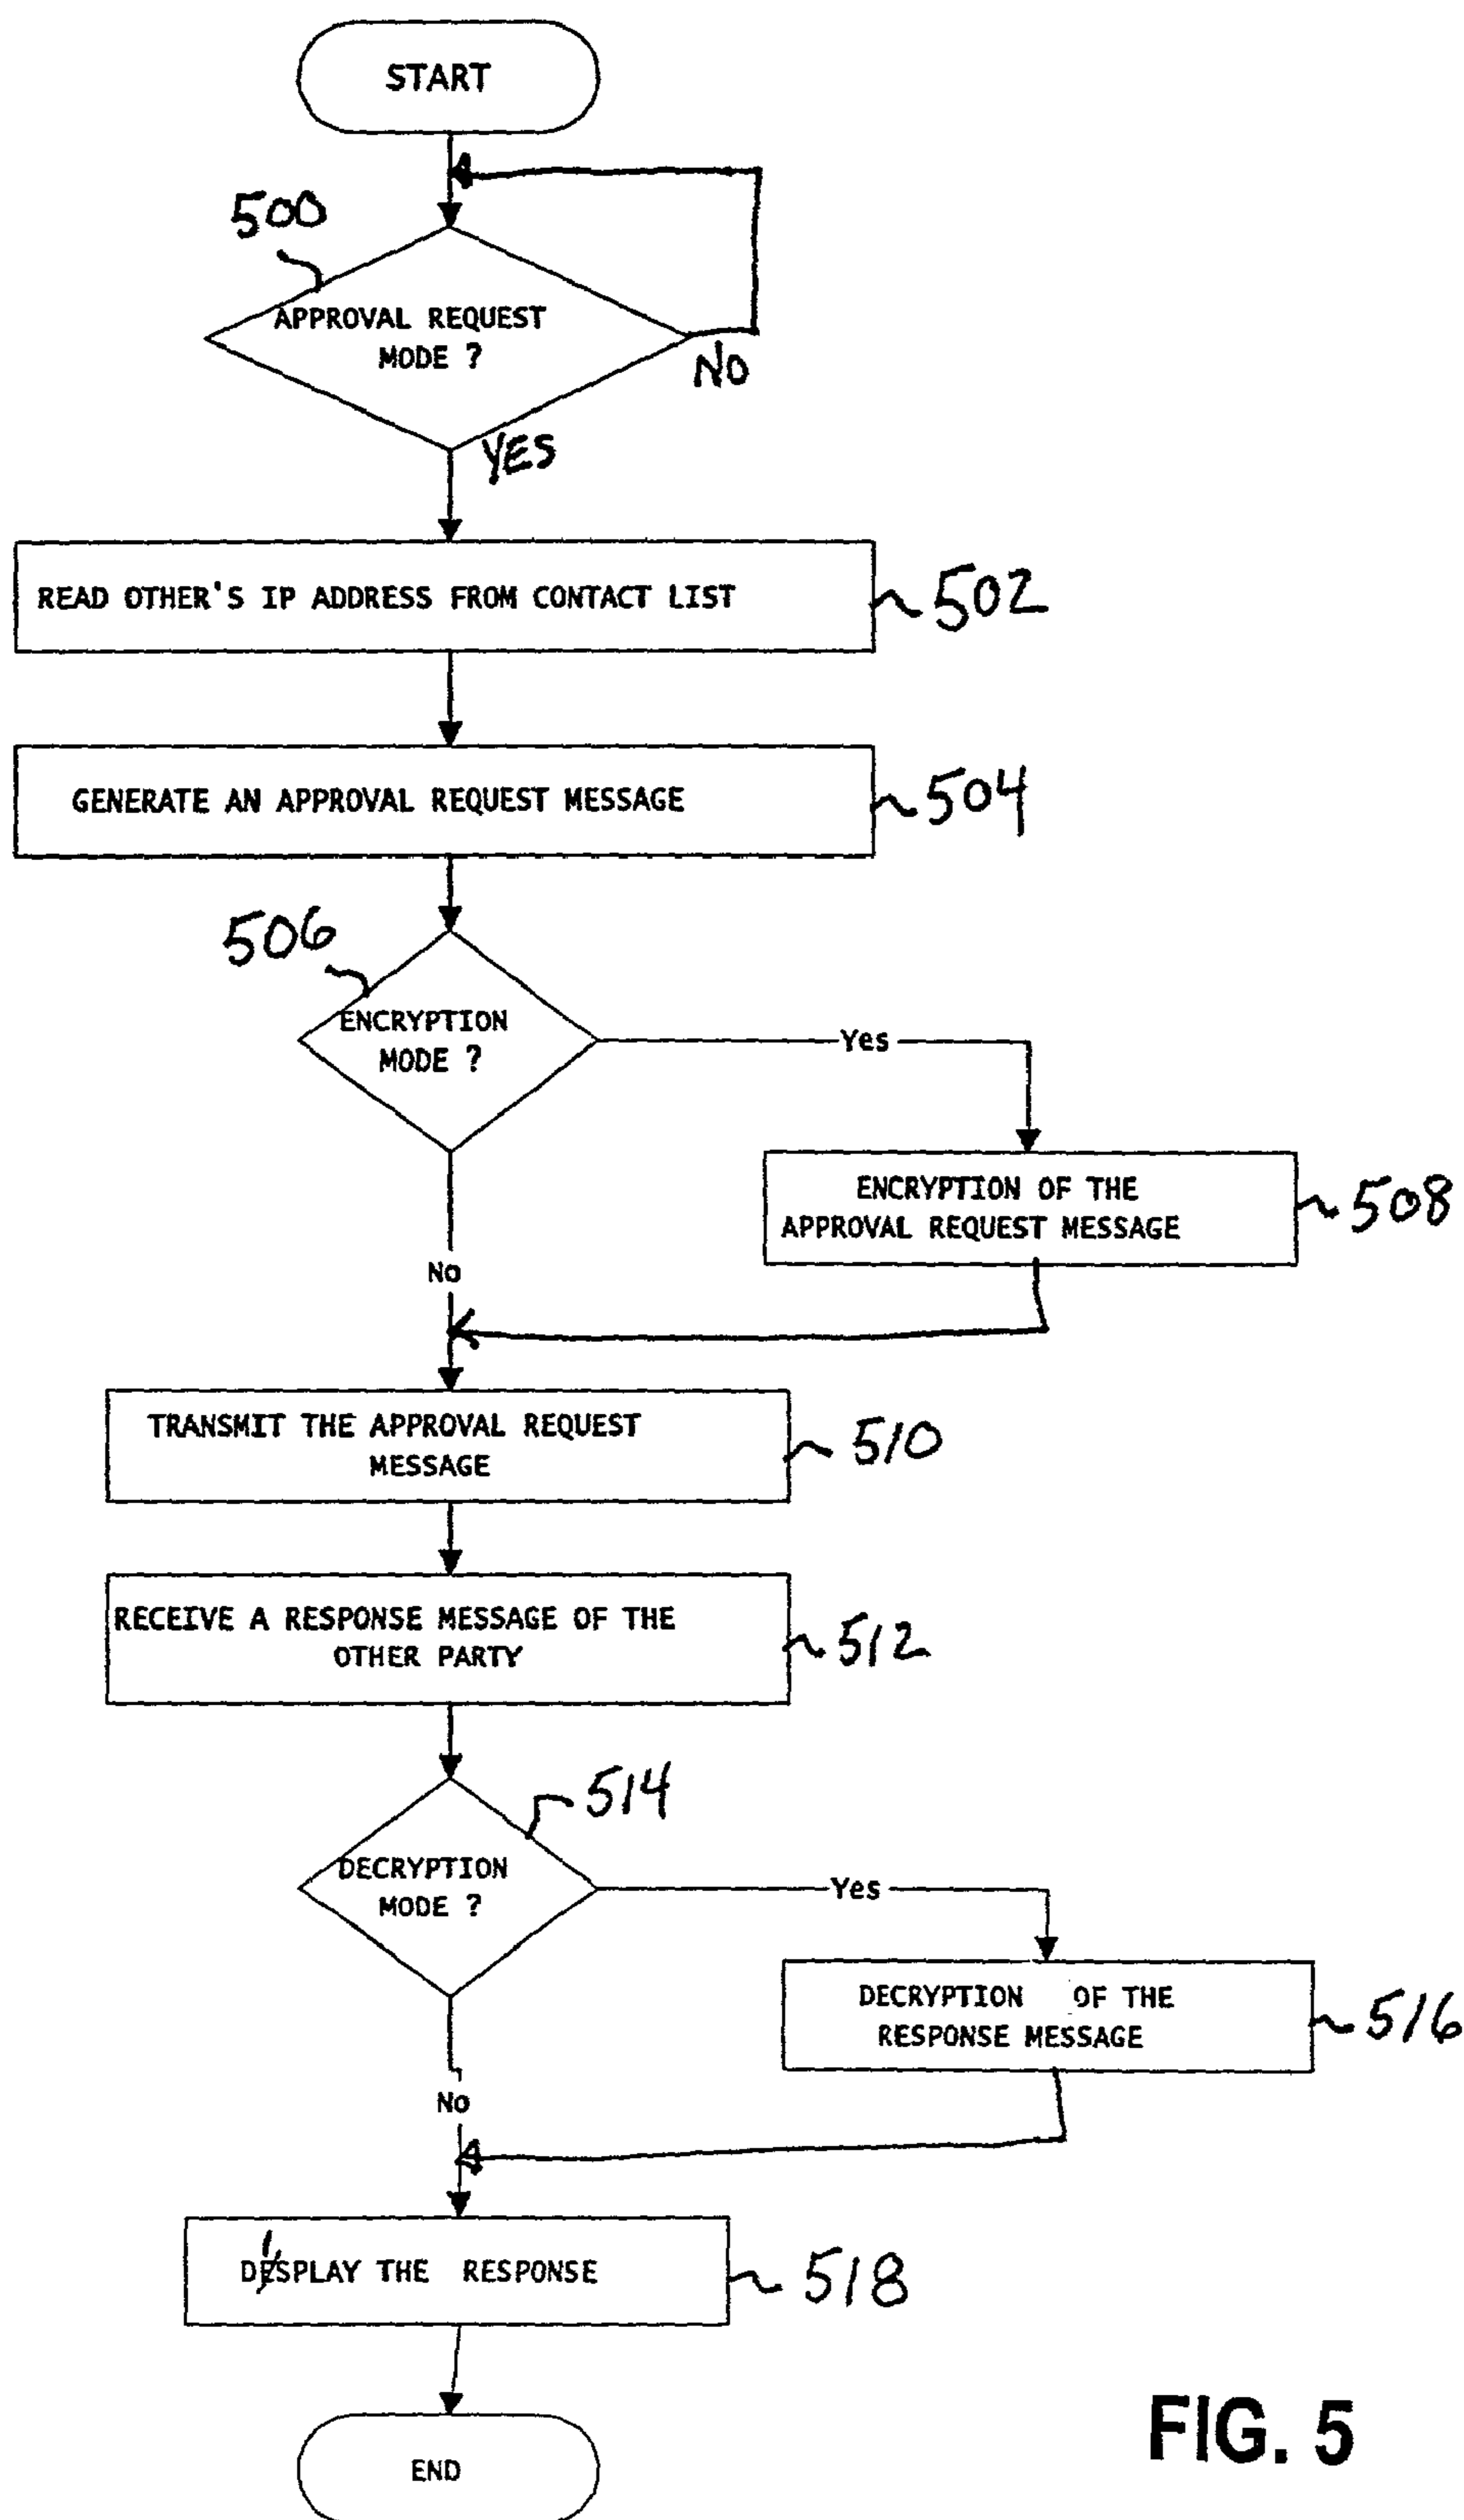 START
500
APPROVAL REQUEST
MODE ?
NO
YES
READ OTHER'S IP ADDRESS FROM CONTACT LIST
502
GENERATE AN APPROVAL REQUEST MESSAGE
504
506
ENCRYPTION
MODE ?
Yes
ENCRYPTION OF THE
APPROVAL REQUEST MESSAGE
508
No
TRANSMIT THE APPROVAL REQUEST
MESSAGE
510
RECEIVE A RESPONSE MESSAGE OF THE
OTHER PARTY
512
514
DECRYPTION
MODE ?
Yes
DECRYPTION OF THE
RESPONSE MESSAGE
516
No
DISPLAY THE RESPONSE
518
END
FIG. 5